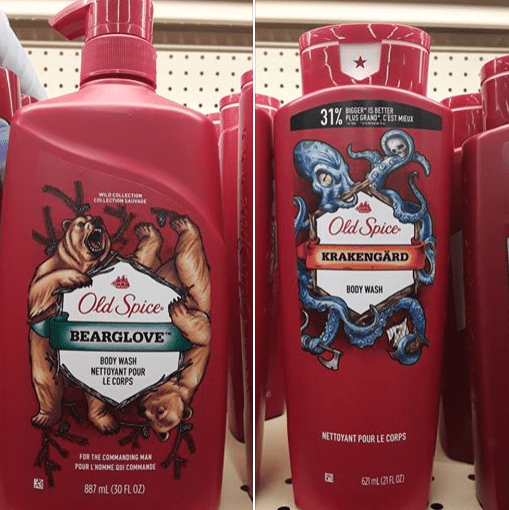 WILD COLLECTION
COLLECTION SAUVAGE
Old Spice
BEARGLOVE™
BODY WASH
NETTOYANT POUR
LE CORPS
FOR THE COMMANDING MAN
POUR L'HOMME QUI COMMANDE
887 mL (30 FL OZ)
31% BIGGER* IS BETTER
PLUS GRAND*, C'EST MIEUX
Old Spice
KRAKENGÄRD
BODY WASH
NETTOYANT POUR LE CORPS
621 mL (21 FL OZ)